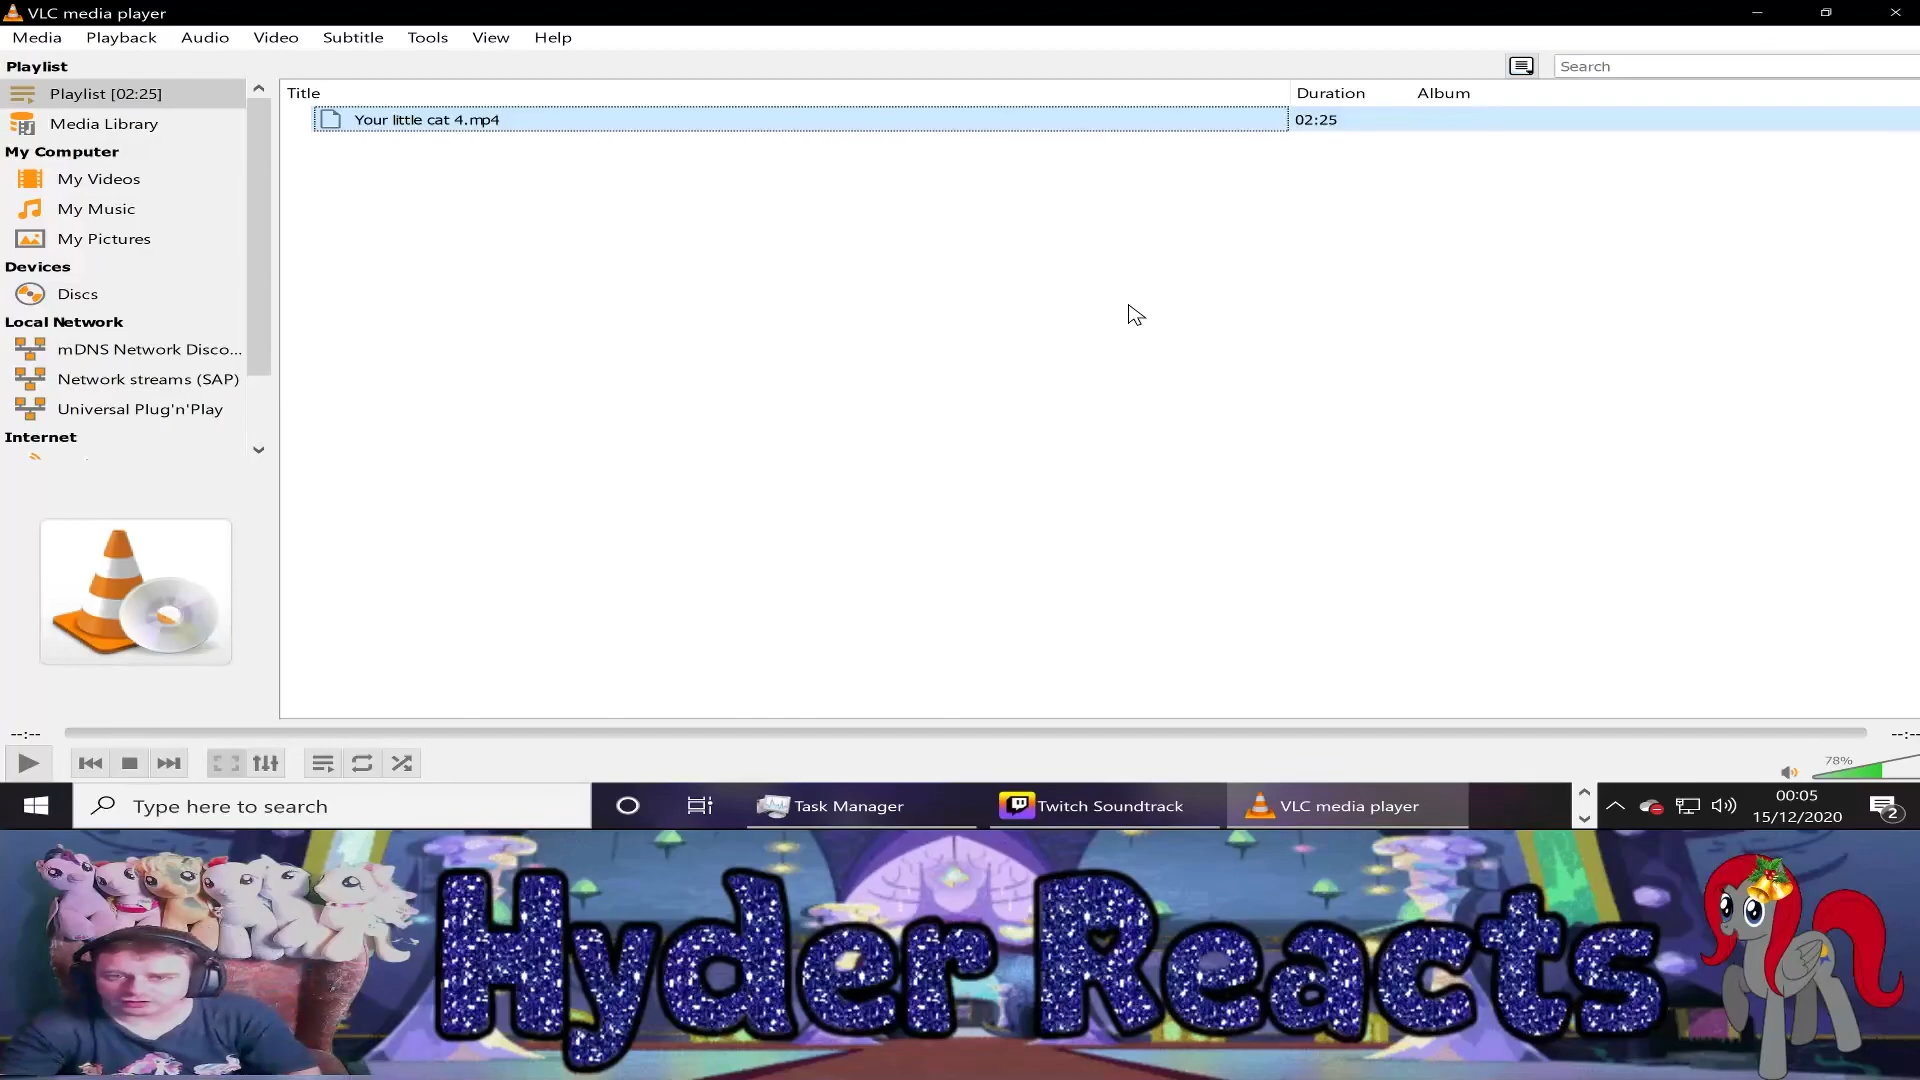 VLC media player
Media Playback Audio Video Subtitle Tools View Help
Playlist
Search
Playlist [02:25]
Title Duration Album
Your little cat 4.mp4 02:25
Media Library
My Computer
My Videos
My Music
My Pictures
Devices
Discs
Local Network
mDNS Network Disco...
Network streams (SAP)
Universal Plug'n'Play
Internet
--:--
--:--
78%
Type here to search
Task Manager
Twitch Soundtrack
VLC media player
00:05
15/12/2020
2
Hyder Reacts